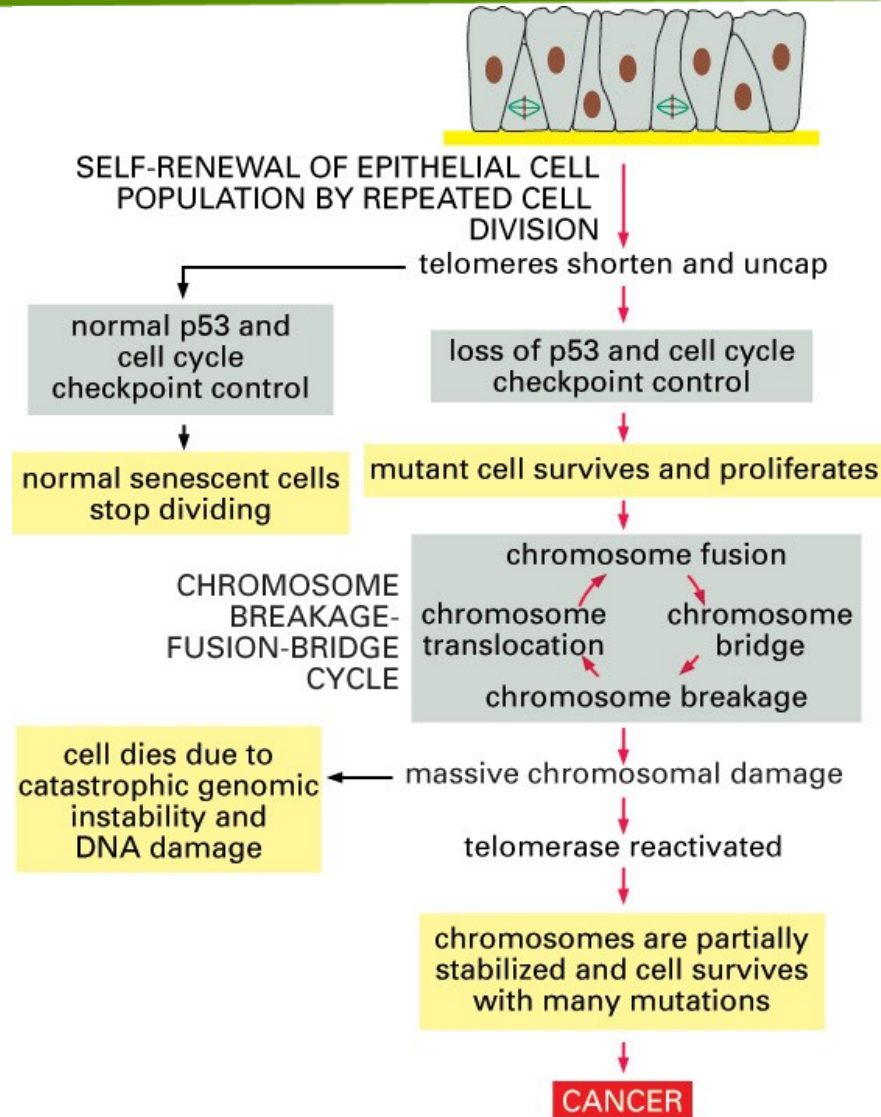 SELF-RENEWAL OF EPITHELIAL CELL
POPULATION BY REPEATED CELL
DIVISION
telomeres shorten and uncap
normal p53 and
cell cycle
checkpoint control
loss of p53 and cell cycle
checkpoint control
normal senescent cells
stop dividing
mutant cell survives and proliferates
CHROMOSOME
BREAKAGE-
FUSION-BRIDGE
CYCLE
chromosome fusion
chromosome
translocation
chromosome
bridge
chromosome breakage
cell dies due to
catastrophic genomic
instability and
DNA damage
massive chromosomal damage
telomerase reactivated
chromosomes are partially
stabilized and cell survives
with many mutations
CANCER